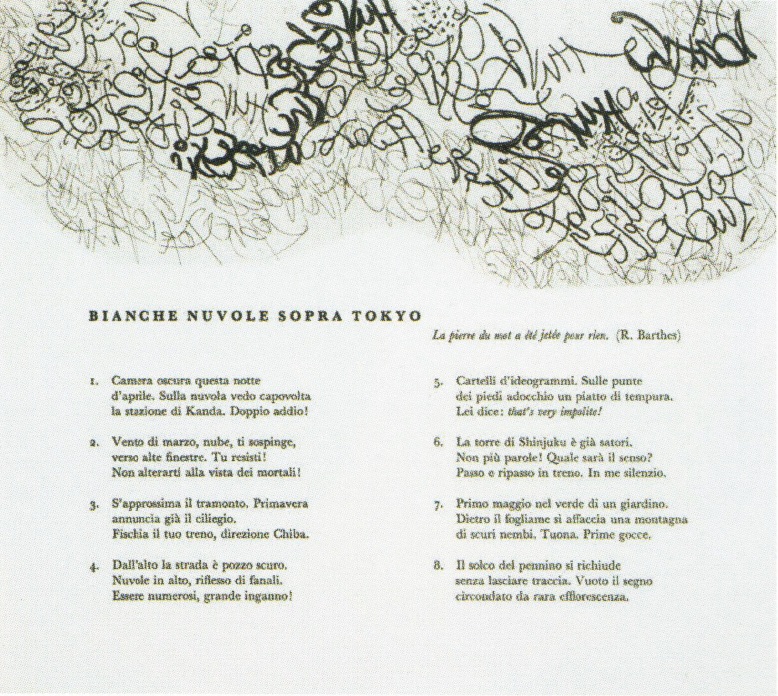 BIANCHE NUVOLE SOPRA TOKYO
La pierre du mot a été jetée pour rien. (R. Barthes)
1. Camera oscura questa notte
d'aprile. Sulla nuvola vedo capovolta
la stazione di Kanda. Doppio addio!
2. Vento di marzo, nube, ti sospinge,
verso alte finestre. Tu resisti!
Non alterarti alla vista dei mortali!
3. S'approssima il tramonto. Primavera
annuncia già il ciliegio.
Fischia il tuo treno, direzione Chiba.
4. Dall'alto la strada è pozzo scuro.
Nuvole in alto, riflesso di fanali.
Essere numerosi, grande inganno!
5. Cartelli d'ideogrammi. Sulle punte
dei piedi adocchio un piatto di tempura.
Lei dice: that's very impolite!
6. La torre di Shinjuku è già satori.
Non più parole! Quale sarà il senso?
Passo e ripasso in treno. In me silenzio.
7. Primo maggio nel verde di un giardino.
Dietro il fogliame si affaccia una montagna
di scuri nembi. Tuona. Prime gocce.
8. Il solco del pennino si richiude
senza lasciare traccia. Vuoto il segno
circondato da rara efflorescenza.